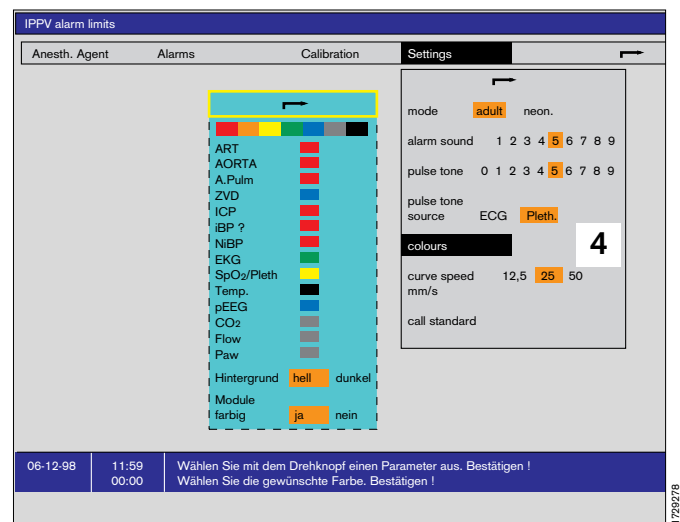 IPPV alarm limits
Anesth. Agent Alarms Calibration Settings
ART
AORTA
A.Pulm
ZVD
ICP
iBP ?
NiBP
EKG
SpO2/Pleth
Temp.
pEEG
CO2
Flow
Paw
Hintergrund hell dunkel
Module
farbig ja nein
mode adult neon.
alarm sound 1 2 3 4 5 6 7 8 9
pulse tone 0 1 2 3 4 5 6 7 8 9
pulse tone
source ECG Pleth.
colours
4
curve speed 12,5 25 50
mm/s
call standard
06-12-98 11:59 Wählen Sie mit dem Drehknopf einen Parameter aus. Bestätigen !
00:00 Wählen Sie die gewünschte Farbe. Bestätigen !
1729278